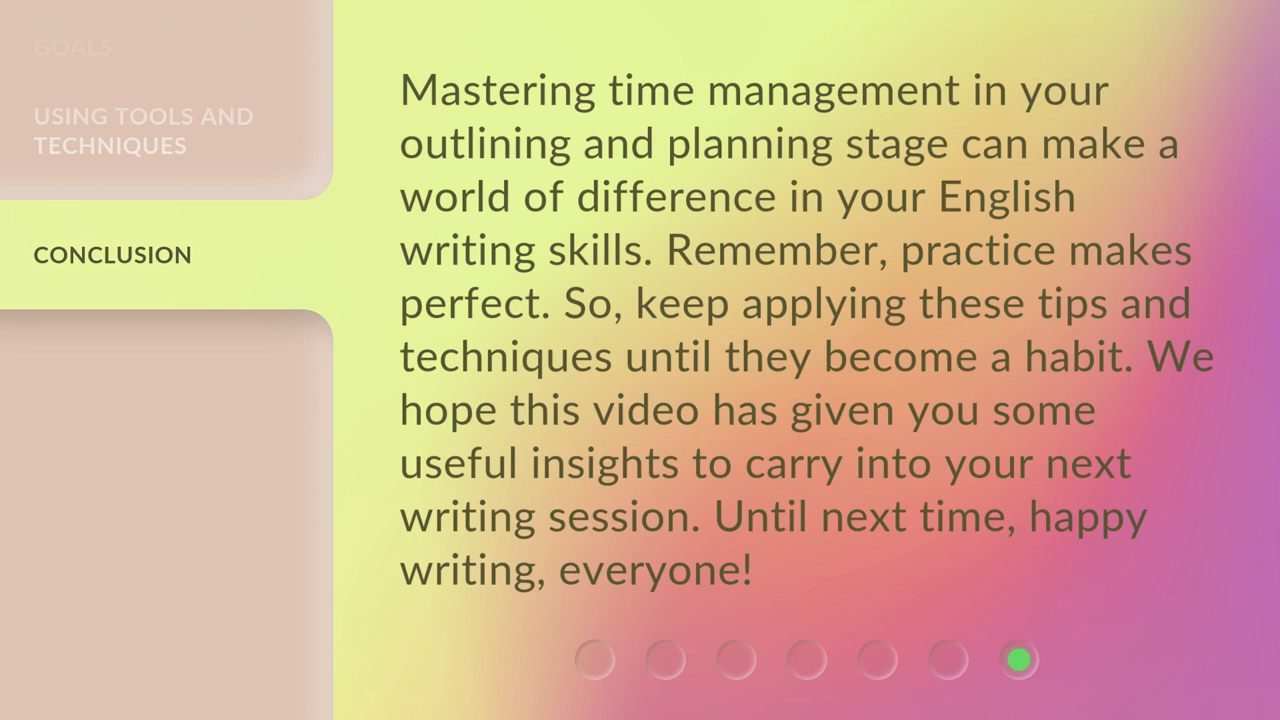 GOALS
USING TOOLS AND
TECHNIQUES
CONCLUSION
Mastering time management in your
outlining and planning stage can make a
world of difference in your English
writing skills. Remember, practice makes
perfect. So, keep applying these tips and
techniques until they become a habit. We
hope this video has given you some
useful insights to carry into your next
writing session. Until next time, happy
writing, everyone!